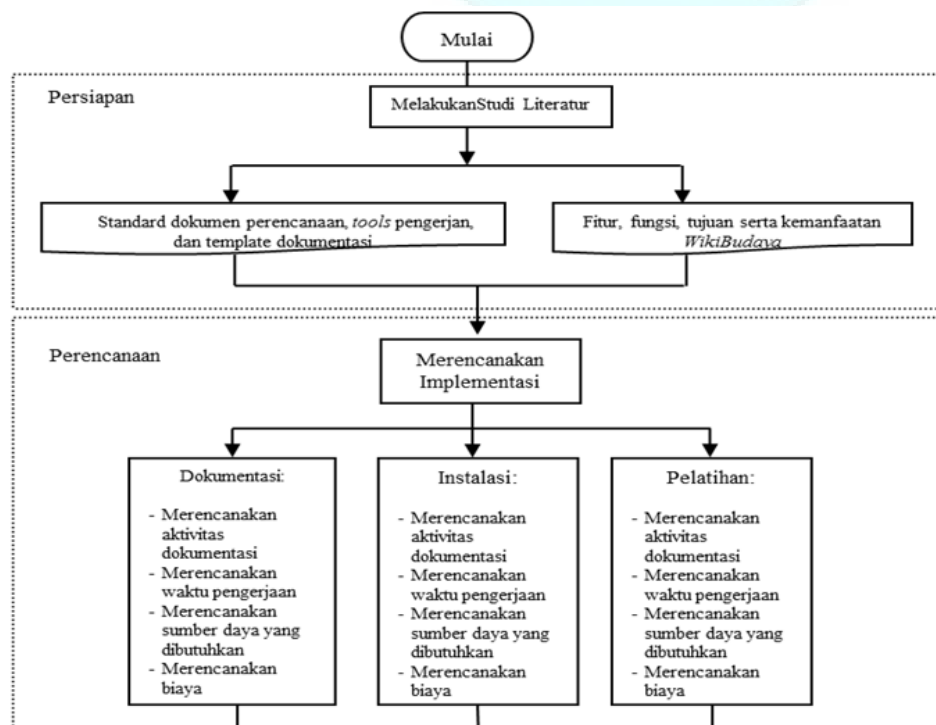 Mulai
Persiapan
MelakukanStudi Literatur
Standard dokumen perencanaan, tools pengerjan,
dan template dokumentasi
Fitur, fungsi, tujuan serta kemanfaatan
WikiBudaya
Perencanaan
Merencanakan
Implementasi
Dokumentasi:
- Merencanakan
aktivitas
dokumentasi
- Merencanakan
waktu pengerjaan
- Merencanakan
sumber daya yang
dibutuhkan
- Merencanakan
biaya
Instalasi:
- Merencanakan
aktivitas
dokumentasi
- Merencanakan
waktu pengerjaan
- Merencanakan
sumber daya yang
dibutuhkan
- Merencanakan
biaya
Pelatihan:
- Merencanakan
aktivitas
dokumentasi
- Merencanakan
waktu pengerjaan
- Merencanakan
sumber daya yang
dibutuhkan
- Merencanakan
biaya